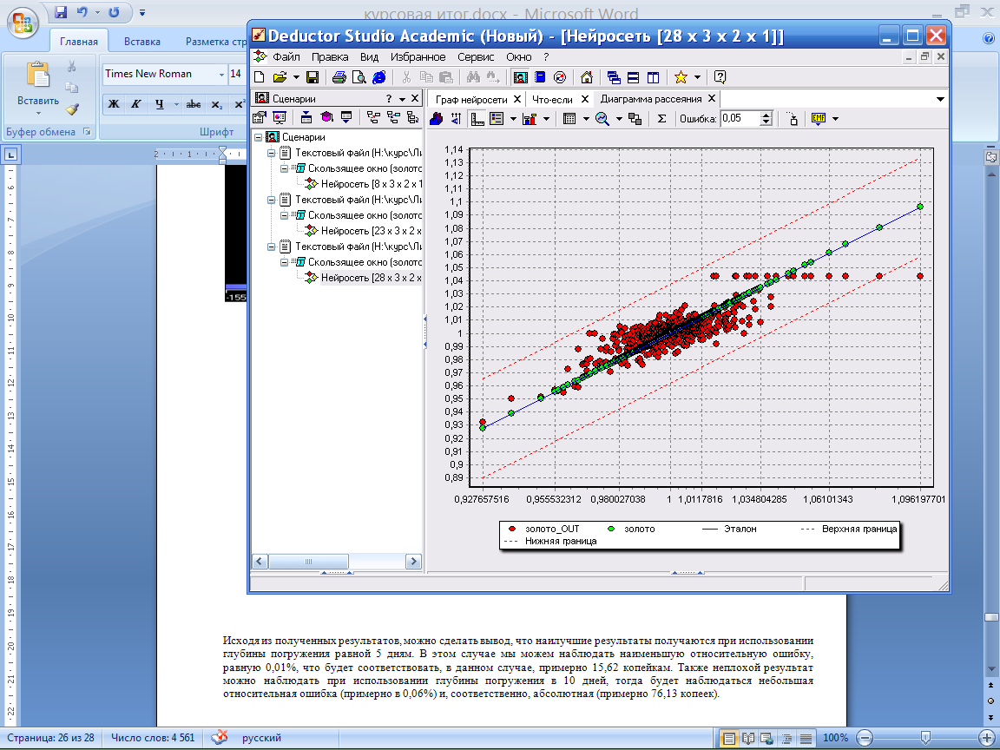 курсовая итог.docx - Microsoft Word
Главная
Вставка
Разметка стр
Times New Roman
14
Вставить
Ж К Ч abc x₂ x
Буфер обмена
Шрифт
Deductor Studio Academic (Новый) - [Нейросеть [28 x 3 x 2 x 1]]
Файл Правка Вид Избранное Сервис Окно ?
Сценарии
Граф нейросети
Что-если
Диаграмма рассеяния
Σ Ошибка: 0,05
EMF
Сценарии
Текстовый файл (H:\курс\Ли
Скользящее окно (золото
Нейросеть [8 x 3 x 2 x 1
Текстовый файл (H:\курс\Ли
Скользящее окно (золото
Нейросеть [23 x 3 x 2 x
Текстовый файл (H:\курс\Ли
Скользящее окно (золото
Нейросеть [28 x 3 x 2 x
1,14
1,13
1,12
1,11
1,1
1,09
1,08
1,07
1,06
1,05
1,04
1,03
1,02
1,01
1
0,99
0,98
0,97
0,96
0,95
0,94
0,93
0,92
0,91
0,9
0,89
0,927657516 0,955532312 0,980027038 1 1,0117816 1,034804285 1,06101343 1,096197701
золото_OUT золото Эталон Верхняя граница
Нижняя граница
-155
Исходя из полученных результатов, можно сделать вывод, что наилучшие результаты получаются при использовании
глубины погружения равной 5 дням. В этом случае мы можем наблюдать наименьшую относительную ошибку,
равную 0,01%, что будет соответствовать, в данном случае, примерно 15,62 копейкам. Также неплохой результат
можно наблюдать при использовании глубины погружения в 10 дней, тогда будет наблюдаться небольшая
относительная ошибка (примерно в 0,06%) и, соответственно, абсолютная (примерно 76,13 копеек).
Страница: 26 из 28
Число слов: 4 561
русский
100%